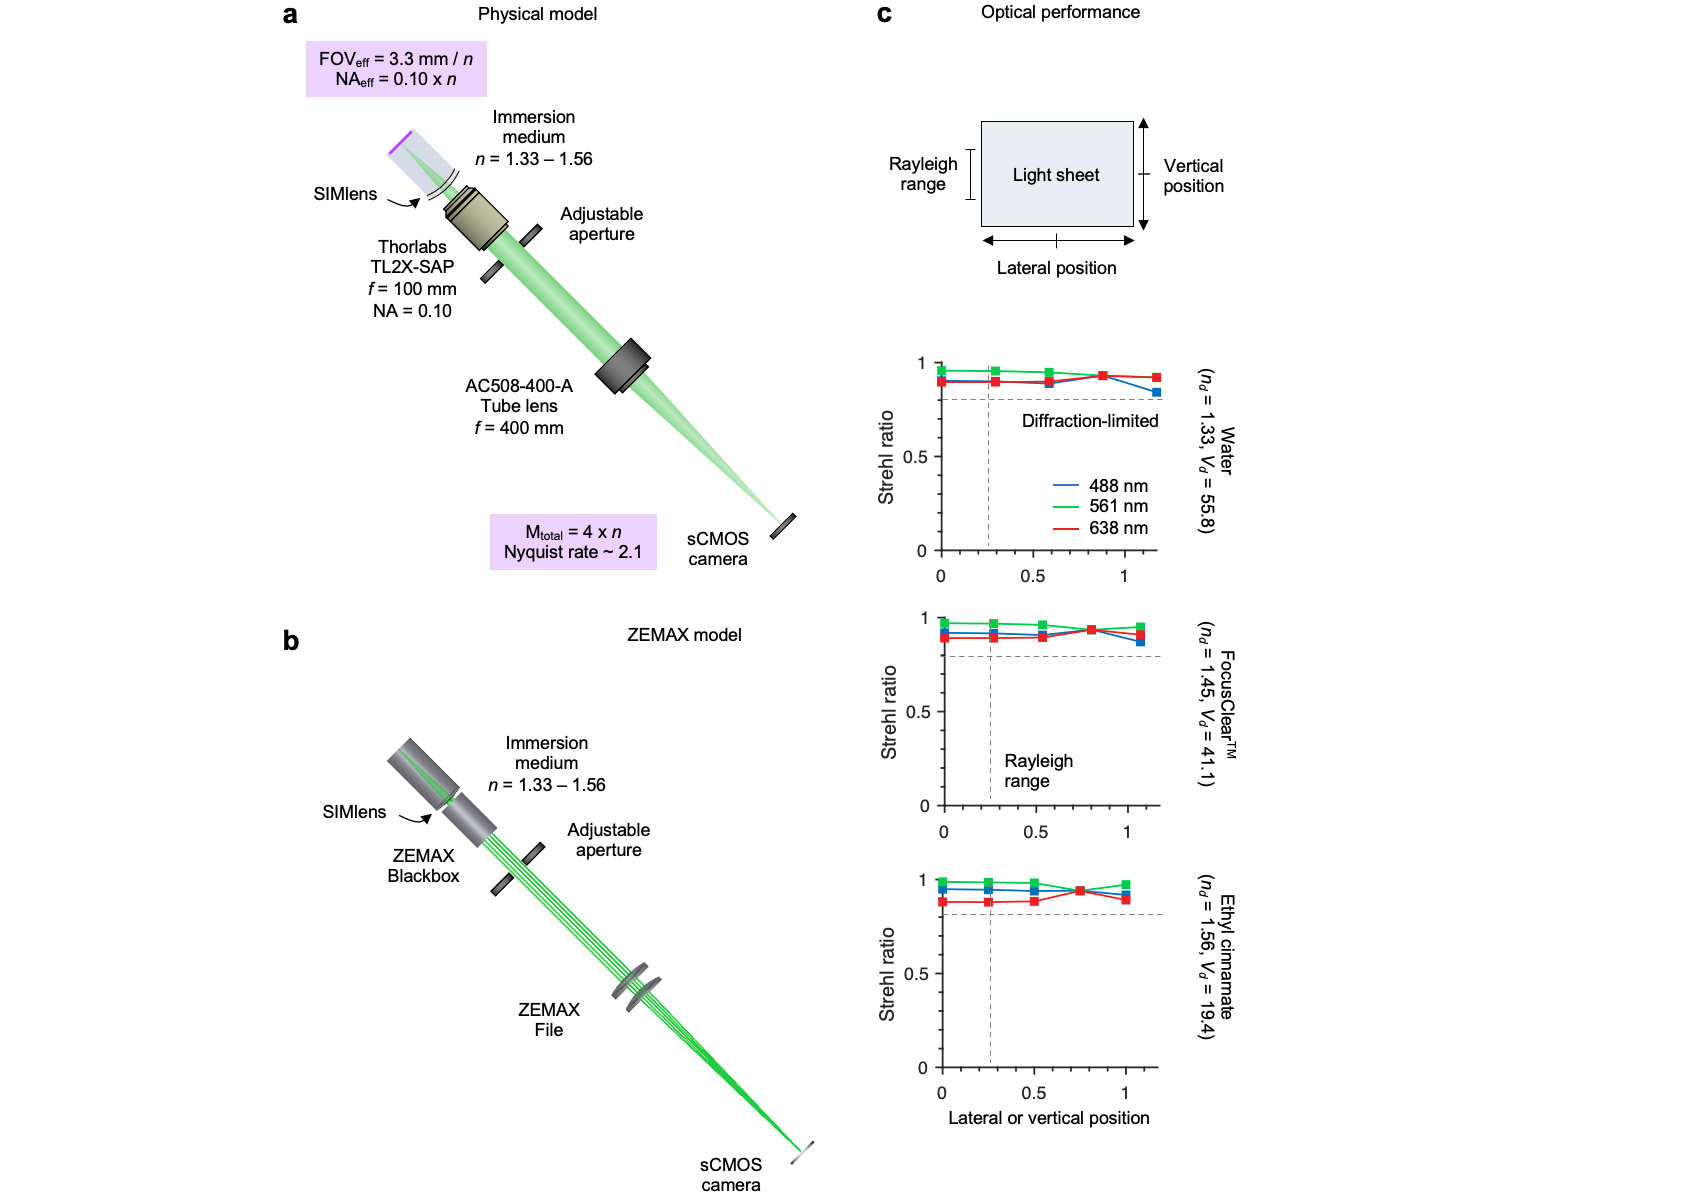 a
Physical model
FOVeff = 3.3 mm / n
NAeff = 0.10 x n
Immersion
medium
n = 1.33 – 1.56
SIMlens
Adjustable
aperture
Thorlabs
TL2X-SAP
f = 100 mm
NA = 0.10
AC508-400-A
Tube lens
f = 400 mm
Mtotal = 4 x n
Nyquist rate ~ 2.1
sCMOS
camera
b
ZEMAX model
Immersion
medium
n = 1.33 – 1.56
SIMlens
Adjustable
aperture
ZEMAX
Blackbox
ZEMAX
File
sCMOS
camera
c
Optical performance
Rayleigh
range
Light sheet
Vertical
position
Lateral position
1
0.5
0
Strehl ratio
Diffraction-limited
488 nm
561 nm
638 nm
0 0.5 1
Water
(nd = 1.33, Vd = 55.8)
1
0.5
0
Strehl ratio
Rayleigh
range
0 0.5 1
FocusClear™
(nd = 1.45, Vd = 41.1)
1
0.5
0
Strehl ratio
0 0.5 1
Lateral or vertical position
Ethyl cinnamate
(nd = 1.56, Vd = 19.4)